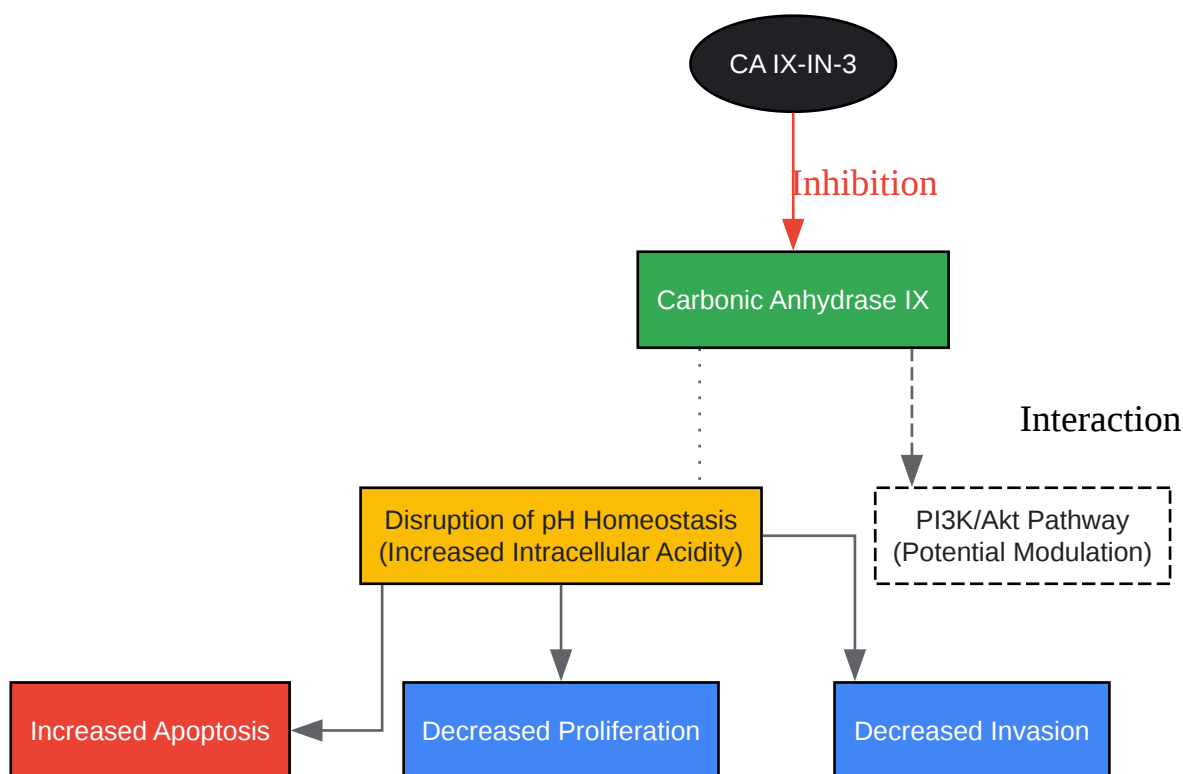 CA IX-IN-3
Inhibition
Carbonic Anhydrase IX
Interaction
Disruption of pH Homeostasis
(Increased Intracellular Acidity)
PI3K/Akt Pathway
(Potential Modulation)
Increased Apoptosis
Decreased Proliferation
Decreased Invasion